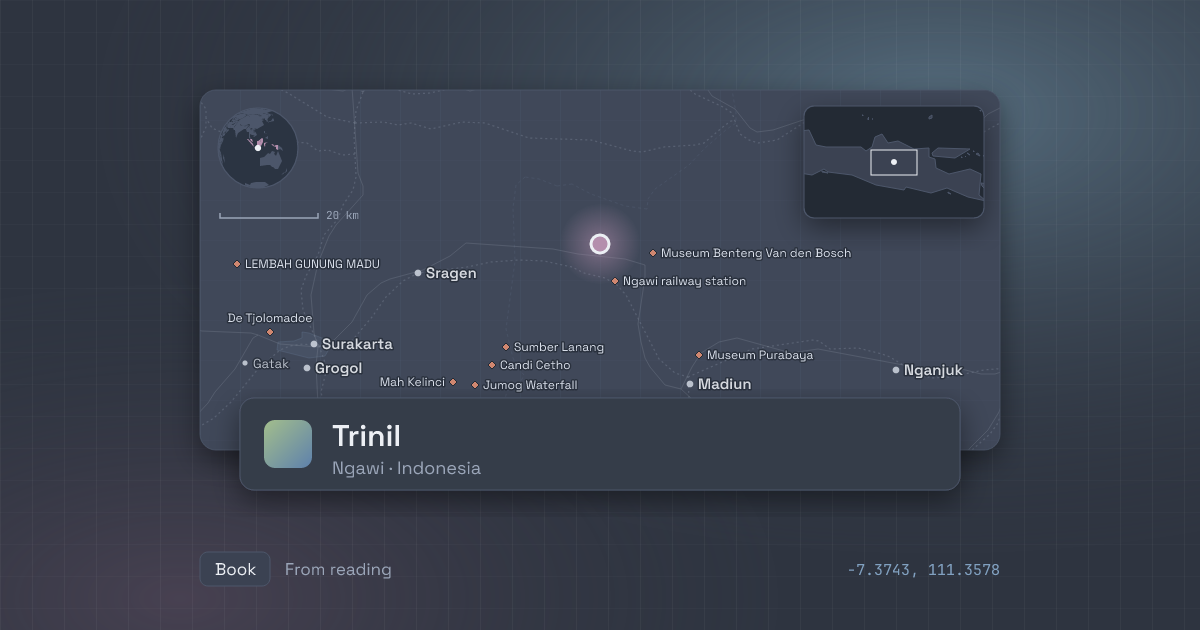 20 km
Museum Benteng Van den Bosch
LEMBAH GUNUNG MADU
Sragen
Ngawi railway station
De Tjolomadoe
Surakarta
Sumber Lanang
Museum Purabaya
Gatak
Grogol
Candi Cetho
Nganjuk
Mah Kelinci
Jumog Waterfall
Madiun
Trinil
Ngawi · Indonesia
Book
From reading
-7.3743, 111.3578